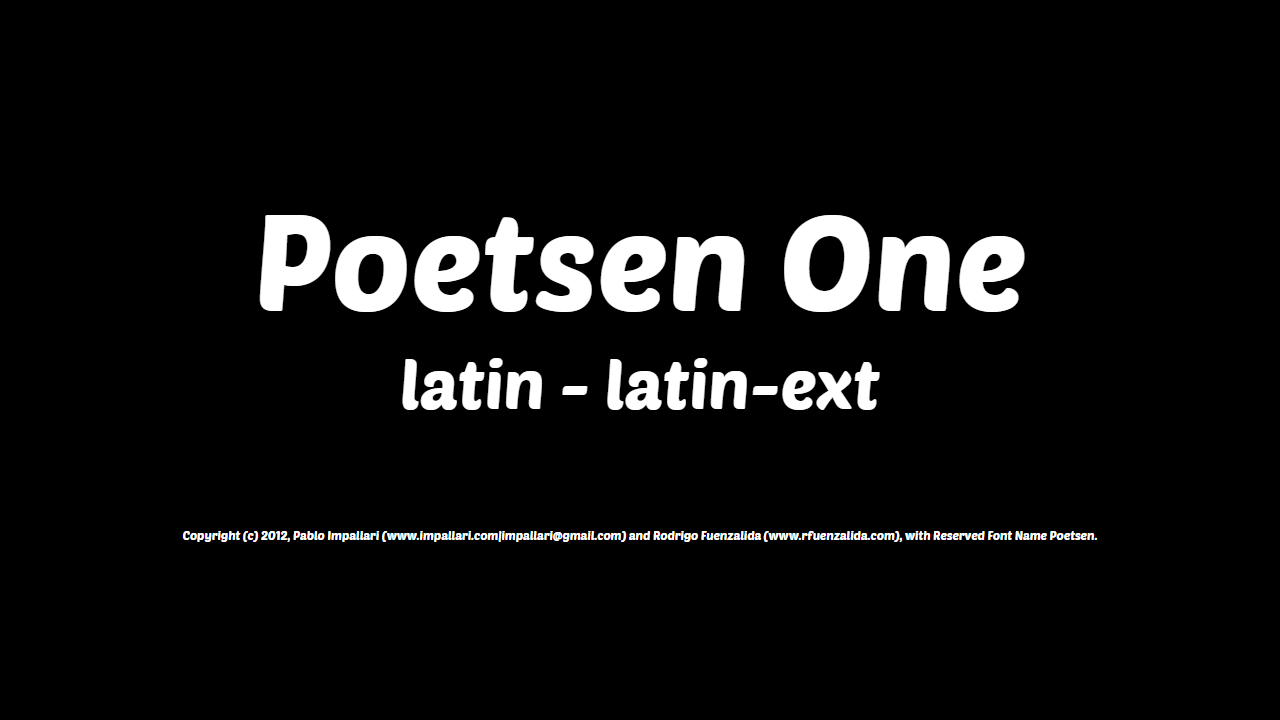 Poetsen One
latin - latin-ext
Copyright (c) 2012, Pablo Impallari (www.impallari.com|impallari@gmail.com) and Rodrigo Fuenzalida (www.rfuenzalida.com), with Reserved Font Name Poetsen.